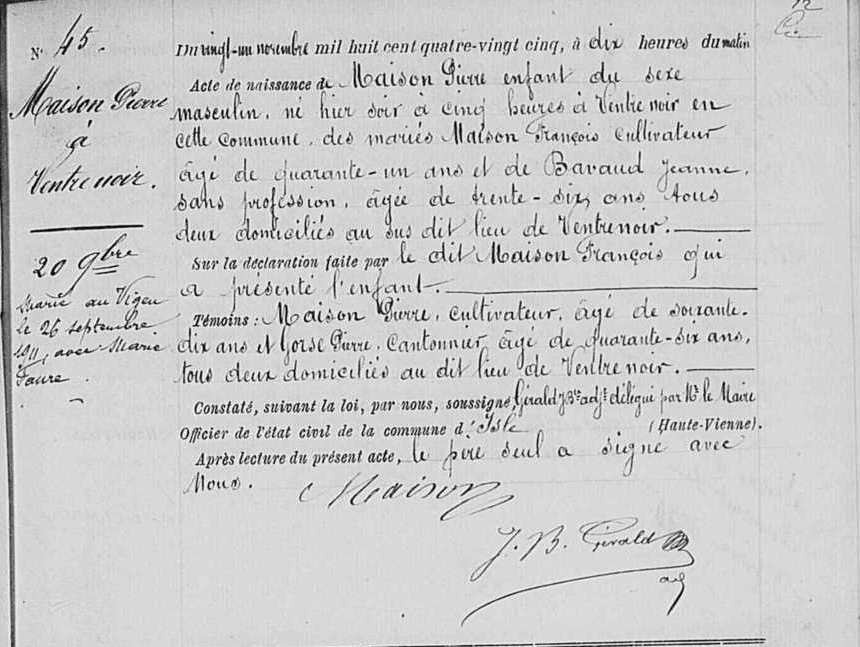 N° 45.
Maison Pierre
à
Ventrenoir.
20 9bre
Marié au Vigen
le 26 septembre
1911, avec Marie
Faure.
Du vingt-un novembre mil huit cent quatre-vingt cinq, à dix heures du matin
Acte de naissance de Maison Pierre enfant du sexe
masculin, né hier soir à cinq heures à Ventrenoir en
cette commune, des mariés Maison François cultivateur
âgé de quarante-un ans et de Bavaud Jeanne,
sans profession, âgée de trente-six ans tous
deux domiciliés au sus dit lieu de Ventrenoir.
Sur la déclaration faite par le dit Maison François qui
a présenté l'enfant.
Témoins : Maison Pierre, cultivateur, âgé de soixante-
dix ans et Gorse Pierre, Cantonnier, âgé de quarante-six ans,
tous deux domiciliés au dit lieu de Ventrenoir.
Constaté, suivant la loi, par nous, soussigné, Gérald J Bte adjt délégué par Mr le Maire
Officier de l'état civil de la commune d'Isle (Haute-Vienne).
Après lecture du présent acte, le père seul a signé avec
Nous.
Maison
J. B. Gérald
adj